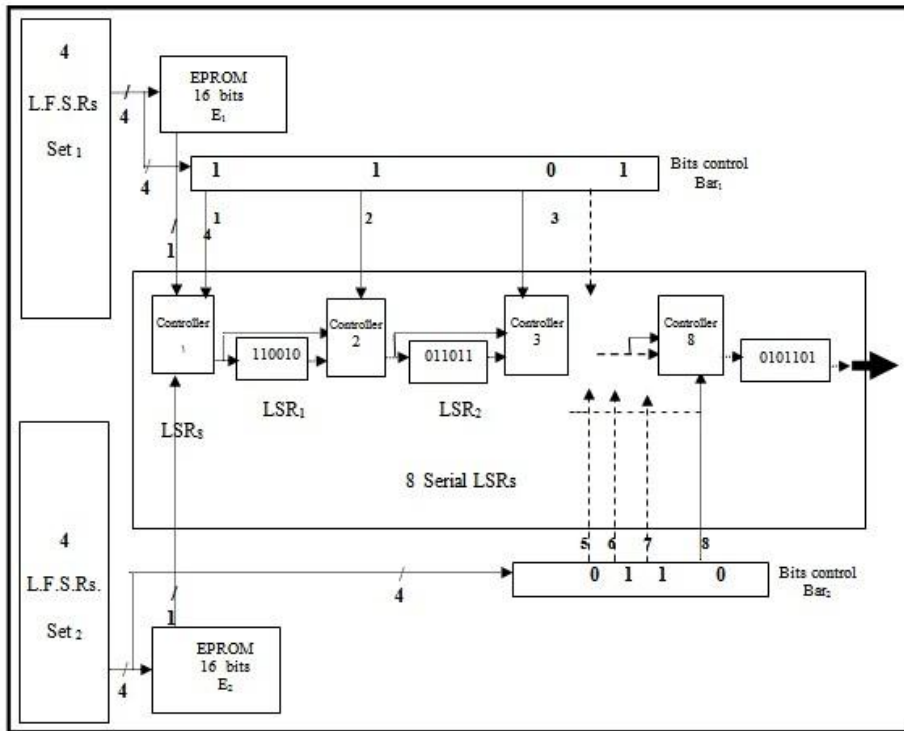 4
L.F.S.Rs
Set 1
4
EPROM
16 bits
E1
4
1 1 0 1
Bits control
Bar1
1
1
4
2
3
Controller
1
110010
LSR1
Controller
2
011011
LSR2
Controller
3
Controller
8
0101101
LSR8
8 Serial LSRs
4
L.F.S.Rs.
Set 2
4
1
EPROM
16 bits
E2
4
5 6 7 8
0 1 1 0
Bits control
Bar2